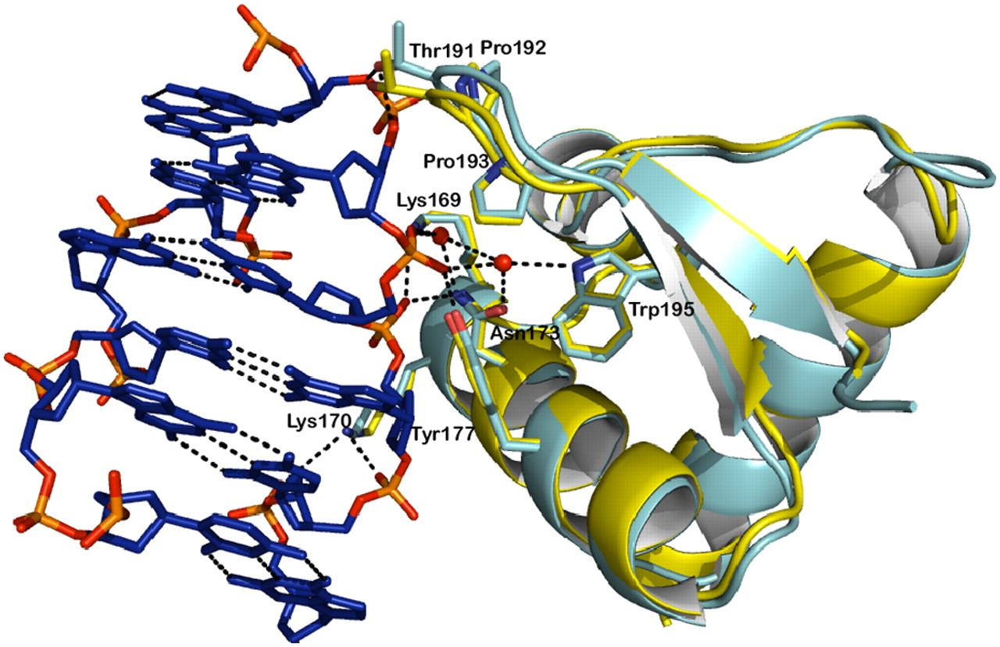 Thr191 Pro192
Pro193
Lys169
Trp195
Asn173
Lys170
Tyr177